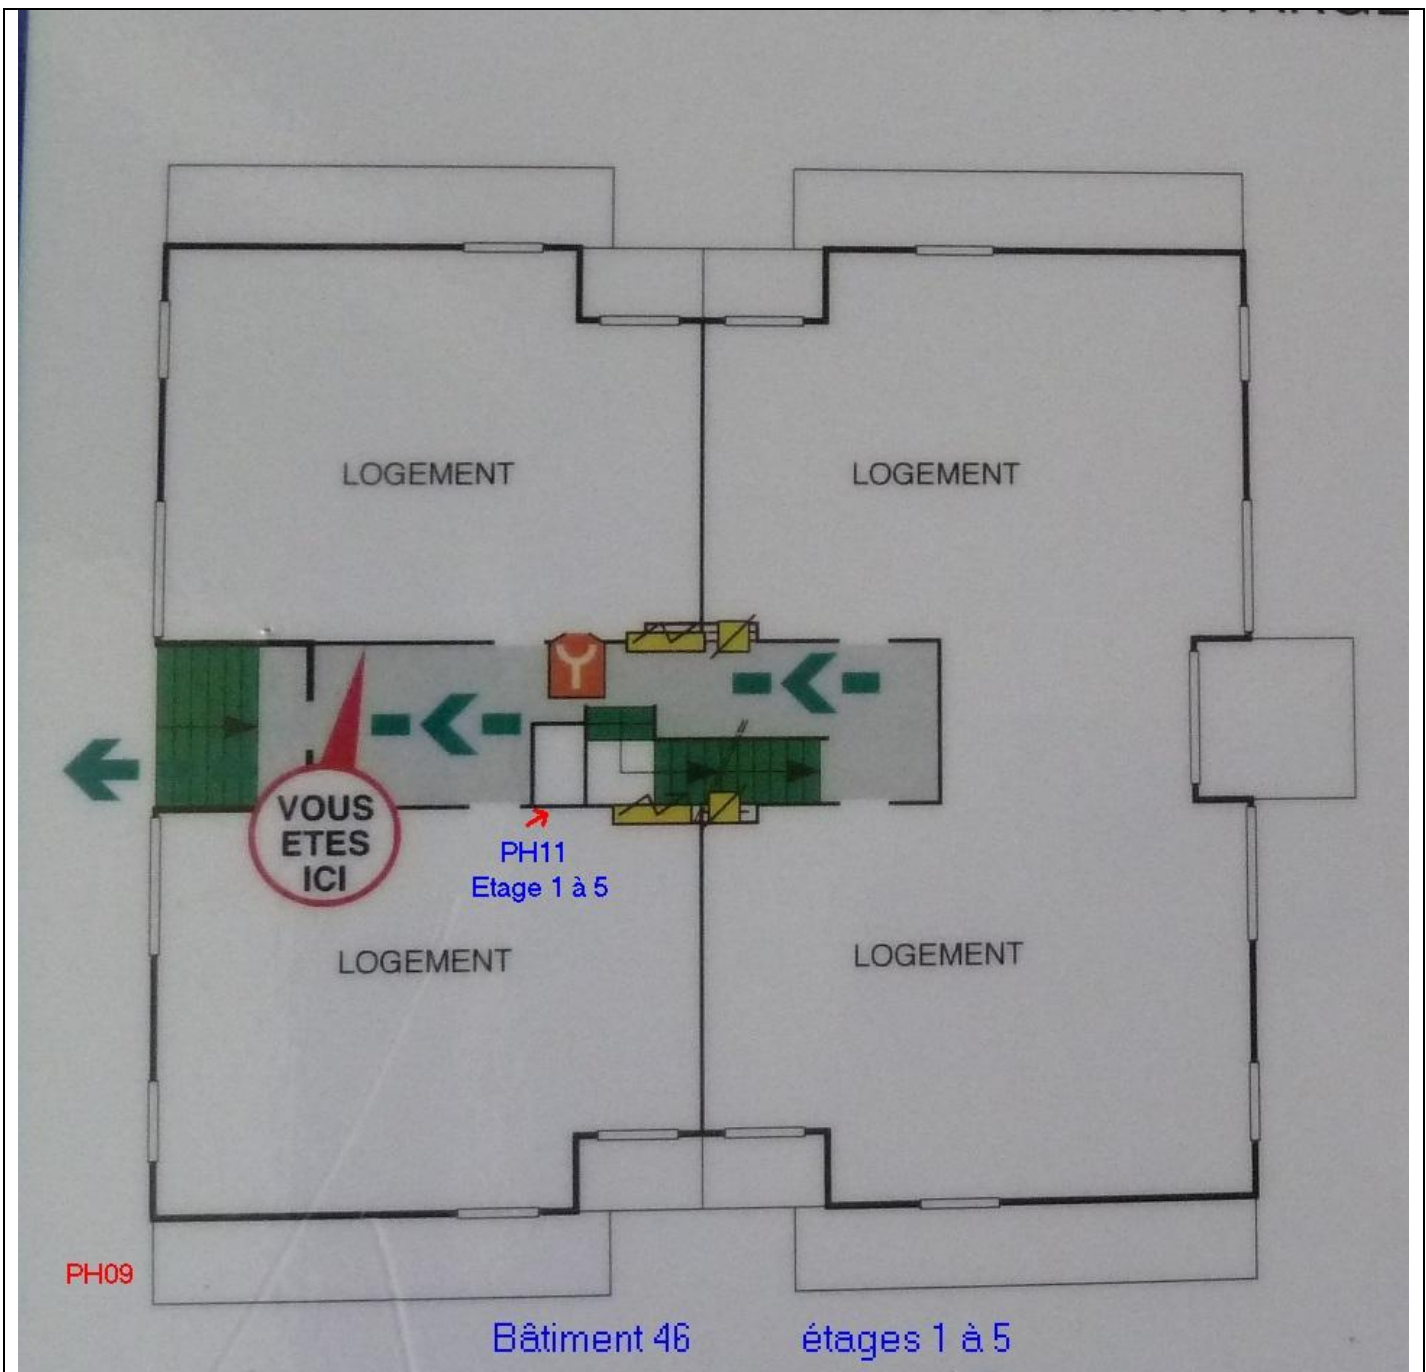 LOGEMENT LOGEMENT
VOUS
ETES
ICI
PH11
Etage 1 à 5
LOGEMENT LOGEMENT
PH09
Bâtiment 46 étages 1 à 5